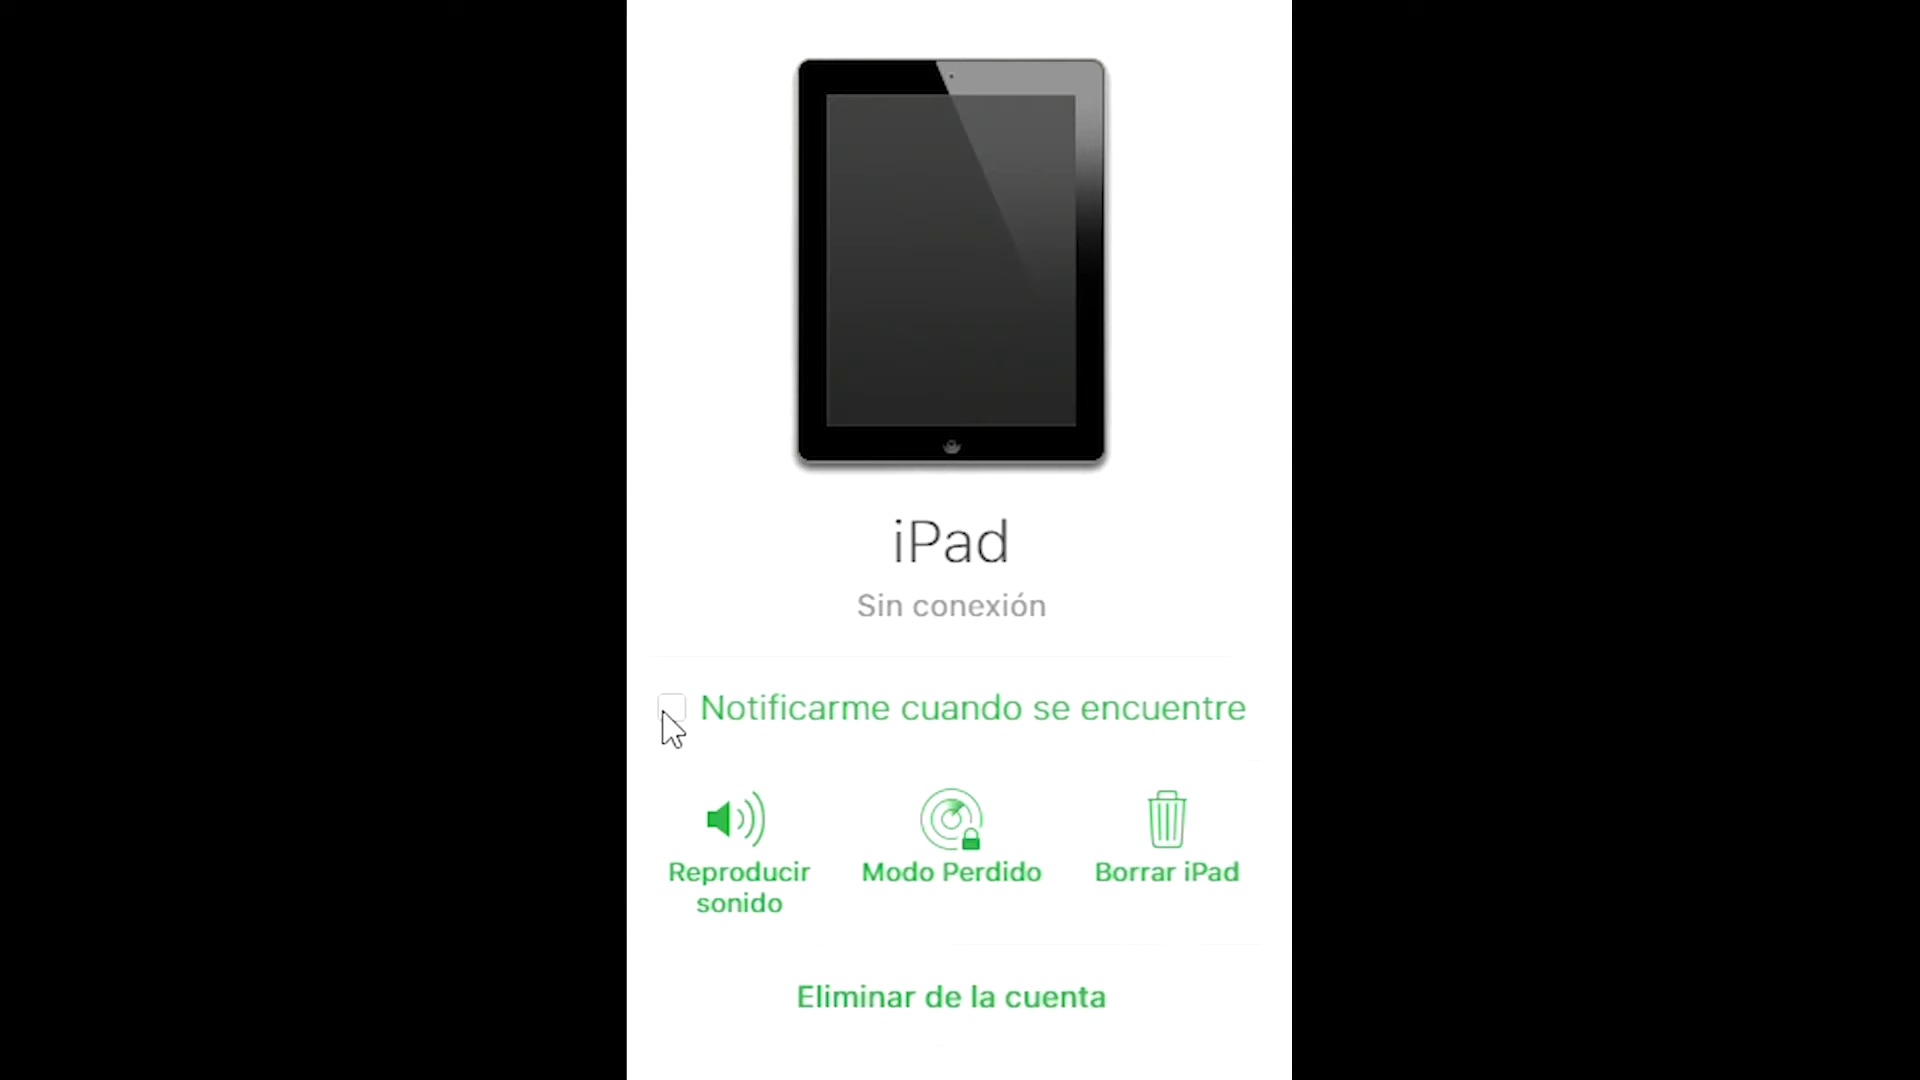 iPad
Sin conexión
Notificarme cuando se encuentre
Reproducir
sonido
Modo Perdido
Borrar iPad
Eliminar de la cuenta